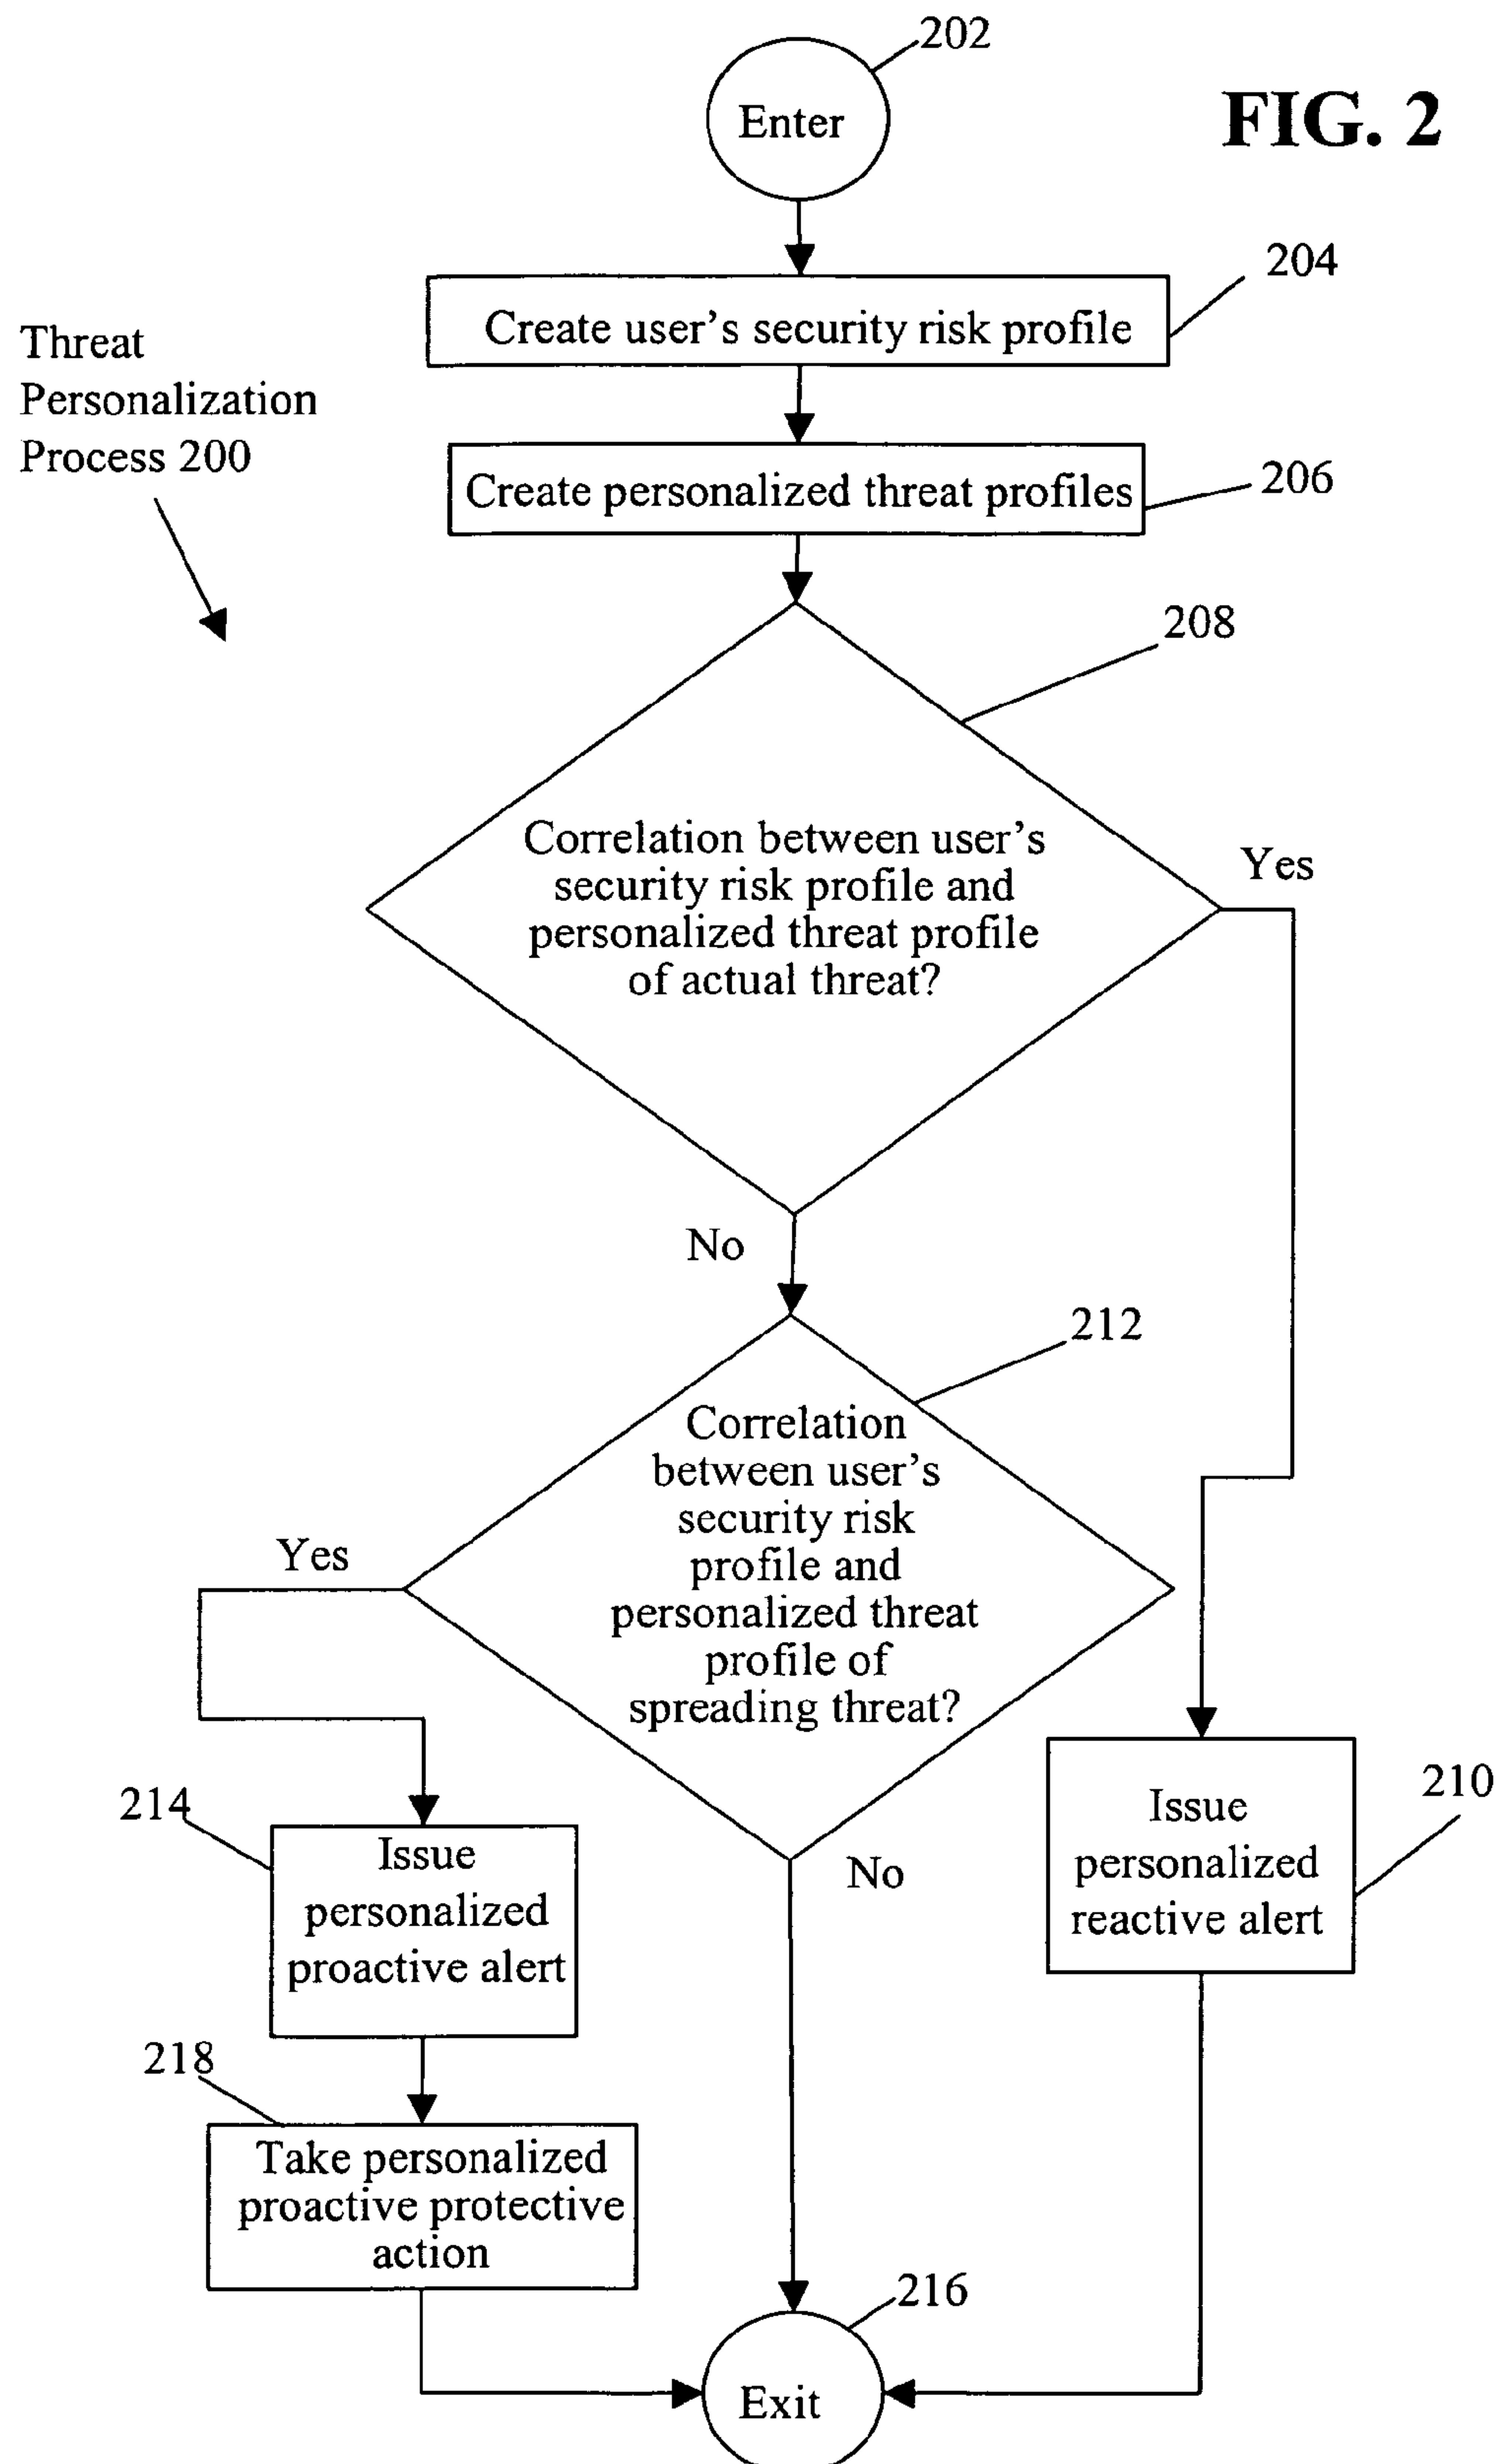 202
FIG. 2
Enter
204
Create user's security risk profile
Threat
Personalization
Process 200
206
Create personalized threat profiles
208
Correlation between user's
security risk profile and
personalized threat profile
of actual threat?
Yes
No
212
Correlation
between user's
security risk
profile and
personalized threat
profile of
spreading threat?
Yes
No
214
Issue
personalized
proactive alert
210
Issue
personalized
reactive alert
218
Take personalized
proactive protective
action
216
Exit